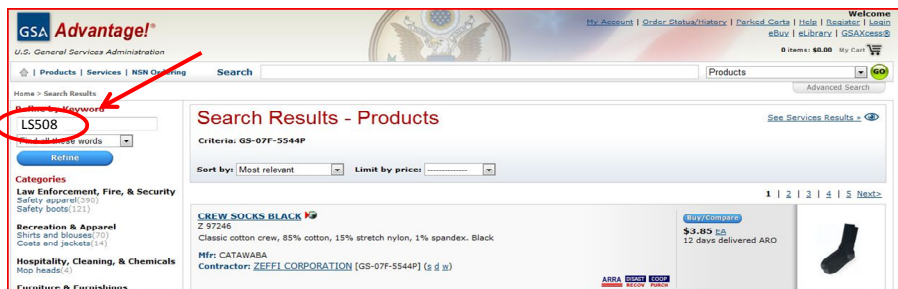 Welcome
GSA Advantage!®
My Account | Order Status/History | Parked Carts | Help | Register | Login
eBuy | eLibrary | GSAXcess®
U.S. General Services Administration
0 items: $0.00 My Cart
| Products | Services | NSN Ordering
Search
Products
GO
Home > Search Results
Advanced Search
Refine by Keyword
LS508
Find all these words
Refine
Search Results - Products
See Services Results »
Criteria: GS-07F-5544P
Sort by: Most relevant
Limit by price: --------------
Categories
Law Enforcement, Fire, & Security
Safety apparel(390)
Safety boots(121)
Recreation & Apparel
Shirts and blouses(70)
Coats and jackets(14)
Hospitality, Cleaning, & Chemicals
Mop heads(4)
Furniture & Furnishings
1 | 2 | 3 | 4 | 5 Next>
CREW SOCKS BLACK
Z 97246
Classic cotton crew, 85% cotton, 15% stretch nylon, 1% spandex. Black
Mfr: CATAWABA
Contractor: ZEFFI CORPORATION [GS-07F-5544P] (s d w)
Buy/Compare
$3.85 EA
12 days delivered ARO
ARRA DISAST RECOV COOP PURCH